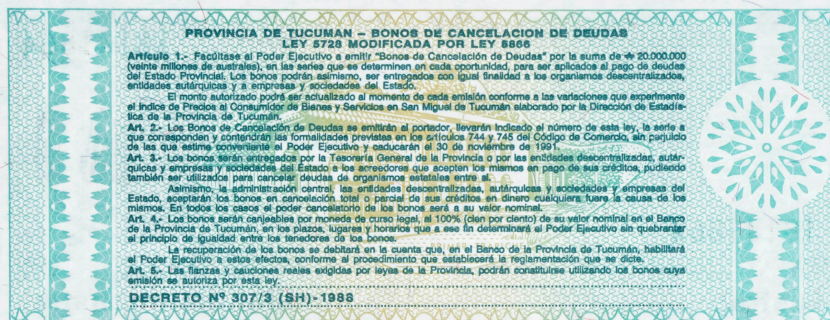 PROVINCIA DE TUCUMAN – BONOS DE CANCELACION DE DEUDAS
LEY 5728 MODIFICADA POR LEY 5866
Artículo 1.- Facúltase al Poder Ejecutivo a emitir "Bonos de Cancelación de Deudas" por la suma de ₳ 20.000.000
(veinte millones de australes), en las series que se determinen en cada oportunidad, para ser aplicados al pago de deudas
del Estado Provincial. Los bonos podrán asimismo, ser entregados con igual finalidad a los organismos descentralizados,
entidades autárquicas y a empresas y sociedades del Estado.
El monto autorizado podrá ser actualizado al momento de cada emisión conforme a las variaciones que experimente
el Indice de Precios al Consumidor de Bienes y Servicios en San Miguel de Tucumán elaborado por la Dirección de Estadís-
tica de la Provincia de Tucumán.
Art. 2.- Los Bonos de Cancelación de Deudas se emitirán al portador, llevarán indicado el número de esta ley, la serie a
que corresponden y contendrán las formalidades previstas en los artículos 744 y 745 del Código de Comercio, sin perjuicio
de las que estime conveniente el Poder Ejecutivo y caducarán el 30 de noviembre de 1991.
Art. 3.- Los bonos serán entregados por la Tesorería General de la Provincia o por las entidades descentralizadas, autár-
quicas y empresas y sociedades del Estado a los acreedores que acepten los mismos en pago de sus créditos, pudiendo
también ser utilizados para cancelar deudas de organismos estatales entre sí.
Asimismo, la administración central, las entidades descentralizadas, autárquicas y sociedades y empresas del
Estado, aceptarán los bonos en cancelación total o parcial de sus créditos en dinero cualquiera fuera la causa de los
mismos. En todos los casos el poder cancelatorio de los bonos será a su valor nominal.
Art. 4.- Los bonos serán canjeables por moneda de curso legal, al 100% (cien por ciento) de su valor nominal en el Banco
de la Provincia de Tucumán, en los plazos, lugares y horarios que a ese fin determinará el Poder Ejecutivo sin quebrantar
el principio de igualdad entre los tenedores de los bonos.
La recuperación de los bonos se debitará en la cuenta que, en el Banco de la Provincia de Tucumán, habilitará
el Poder Ejecutivo a estos efectos, conforme al procedimiento que establecerá la reglamentación que se dicte.
Art. 5.- Las fianzas y cauciones reales exigidas por leyes de la Provincia, podrán constituirse utilizando los bonos cuya
emisión se autoriza por esta ley.
DECRETO Nº 307/3 (SH)-1988